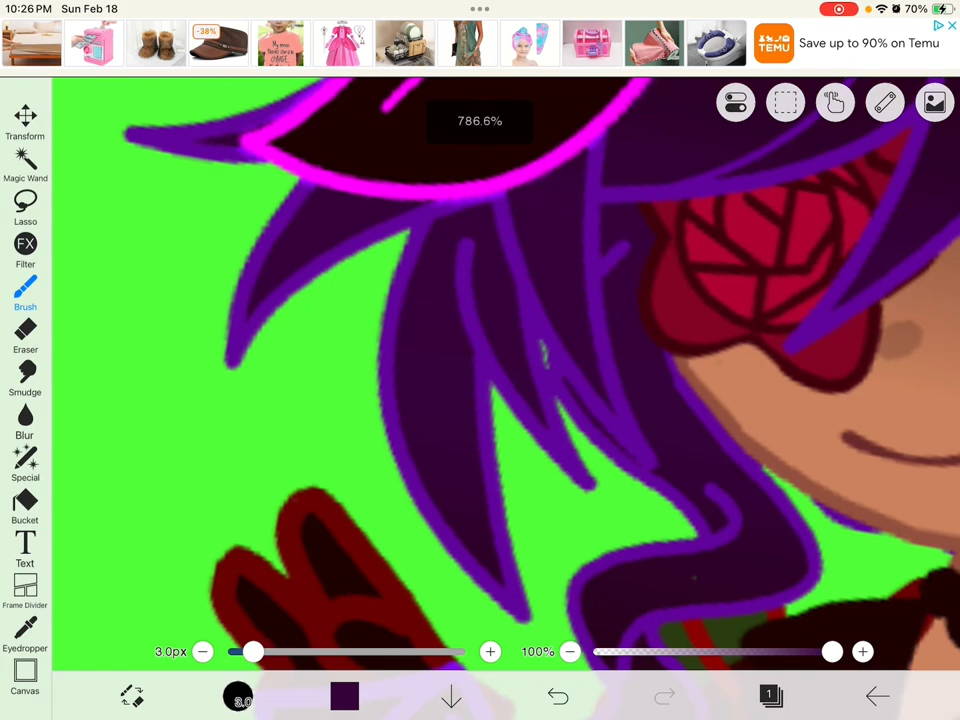 10:26 PM Sun Feb 18
70%
-38%
TEMU
Save up to 90% on Temu
786.6%
Transform
Magic Wand
Lasso
FX
Filter
Brush
Eraser
Smudge
Blur
Special
Bucket
T
Text
Frame Divider
Eyedropper
Canvas
3.0px
100%
3.0
1